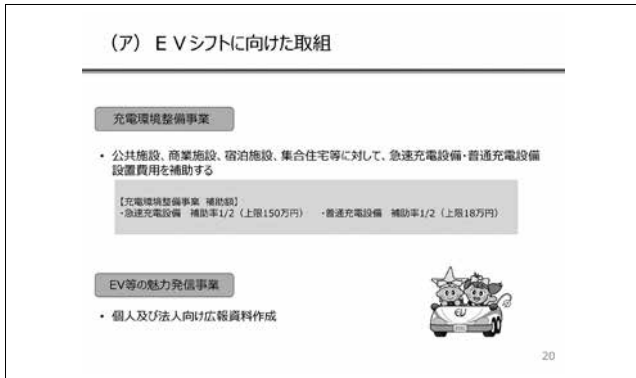 （ア）ＥＶシフトに向けた取組
充電環境整備事業
・公共施設、商業施設、宿泊施設、集合住宅等に対して、急速充電設備・普通充電設備
設置費用を補助する
【充電環境整備事業 補助額】
・急速充電設備 補助率1/2（上限150万円） ・普通充電設備 補助率1/2（上限18万円）
EV等の魅力発信事業
・個人及び法人向け広報資料作成
EV
20